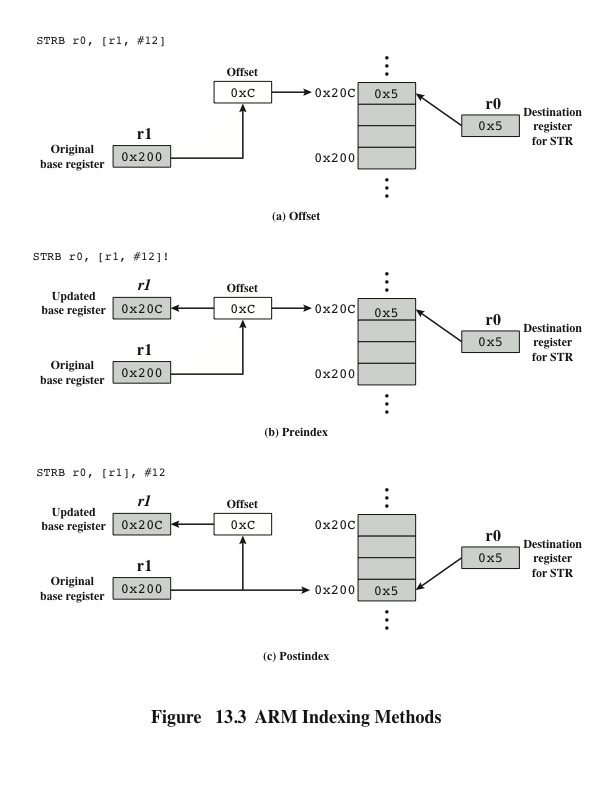 STRB r0, [r1, #12]
Offset
0xC
0x20C
0x5
r0
0x5
Destination
register
for STR
r1
Original
base register
0x200
0x200
(a) Offset
STRB r0, [r1, #12]!
r1
Updated
base register
0x20C
Offset
0xC
0x20C
0x5
r0
0x5
Destination
register
for STR
r1
Original
base register
0x200
0x200
(b) Preindex
STRB r0, [r1], #12
r1
Updated
base register
0x20C
Offset
0xC
0x20C
r0
0x5
Destination
register
for STR
r1
Original
base register
0x200
0x200
0x5
(c) Postindex
Figure 13.3 ARM Indexing Methods